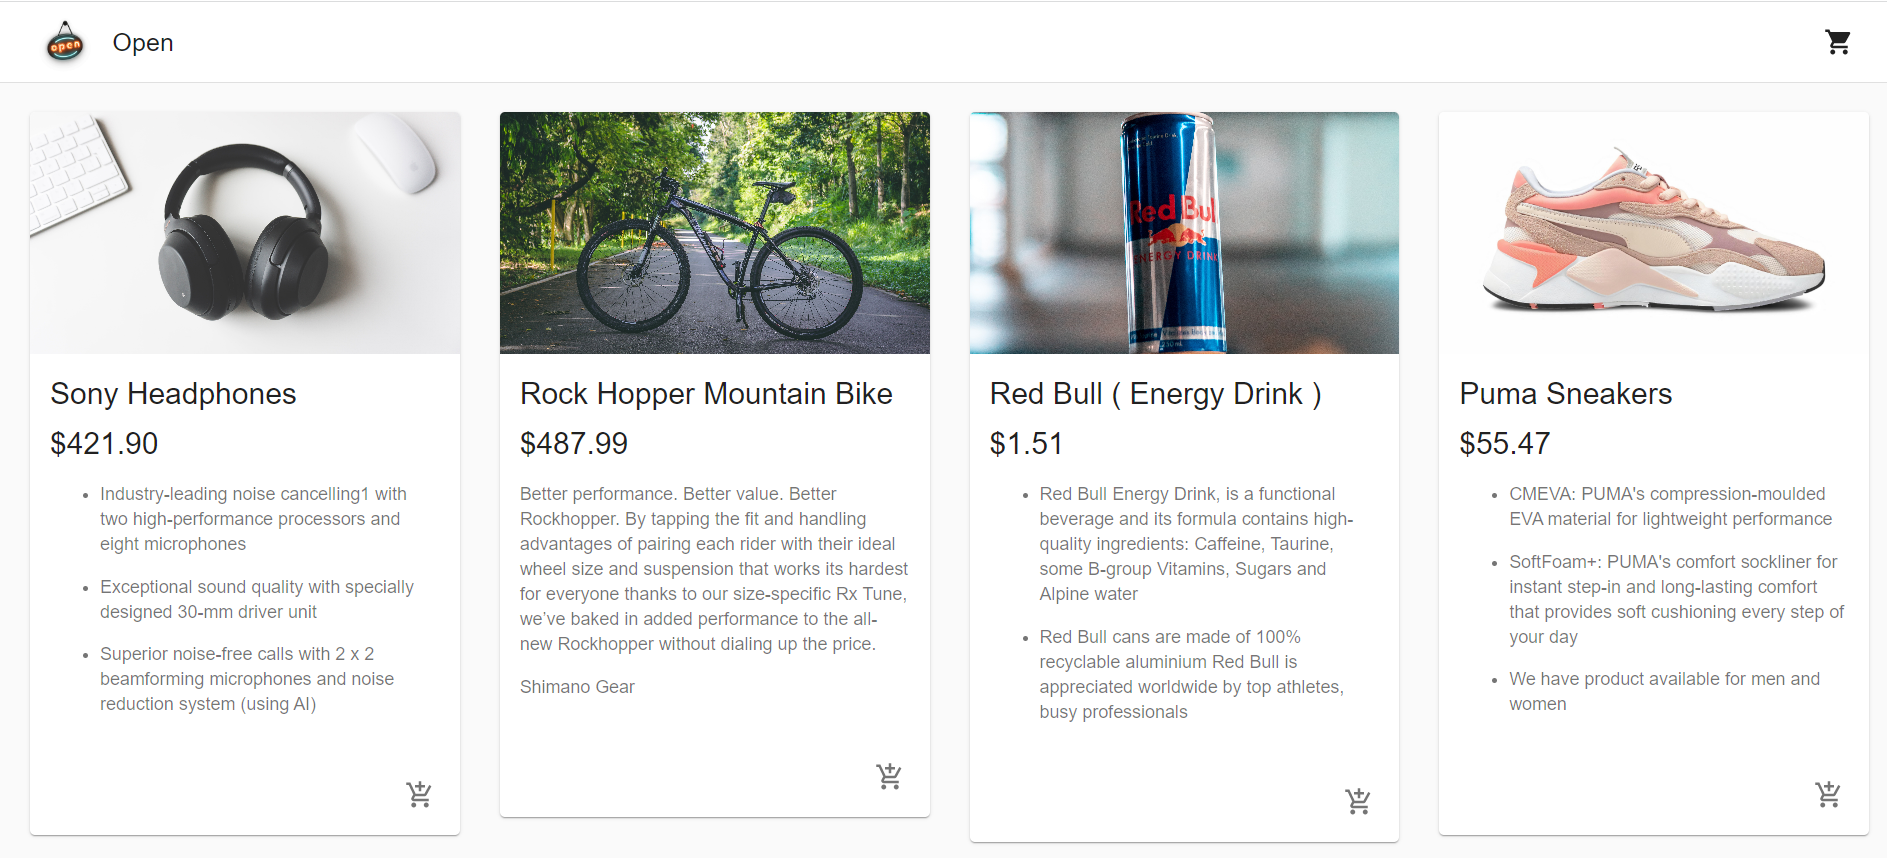 open
Open
Red Bull
ENERGY DRINK
Sony Headphones
$421.90
Industry-leading noise cancelling1 with
two high-performance processors and
eight microphones
Exceptional sound quality with specially
designed 30-mm driver unit
Superior noise-free calls with 2 x 2
beamforming microphones and noise
reduction system (using AI)
Rock Hopper Mountain Bike
$487.99
Better performance. Better value. Better
Rockhopper. By tapping the fit and handling
advantages of pairing each rider with their ideal
wheel size and suspension that works its hardest
for everyone thanks to our size-specific Rx Tune,
we’ve baked in added performance to the all-
new Rockhopper without dialing up the price.
Shimano Gear
Red Bull ( Energy Drink )
$1.51
Red Bull Energy Drink, is a functional
beverage and its formula contains high-
quality ingredients: Caffeine, Taurine,
some B-group Vitamins, Sugars and
Alpine water
Red Bull cans are made of 100%
recyclable aluminium Red Bull is
appreciated worldwide by top athletes,
busy professionals
Puma Sneakers
$55.47
CMEVA: PUMA's compression-moulded
EVA material for lightweight performance
SoftFoam+: PUMA's comfort sockliner for
instant step-in and long-lasting comfort
that provides soft cushioning every step of
your day
We have product available for men and
women